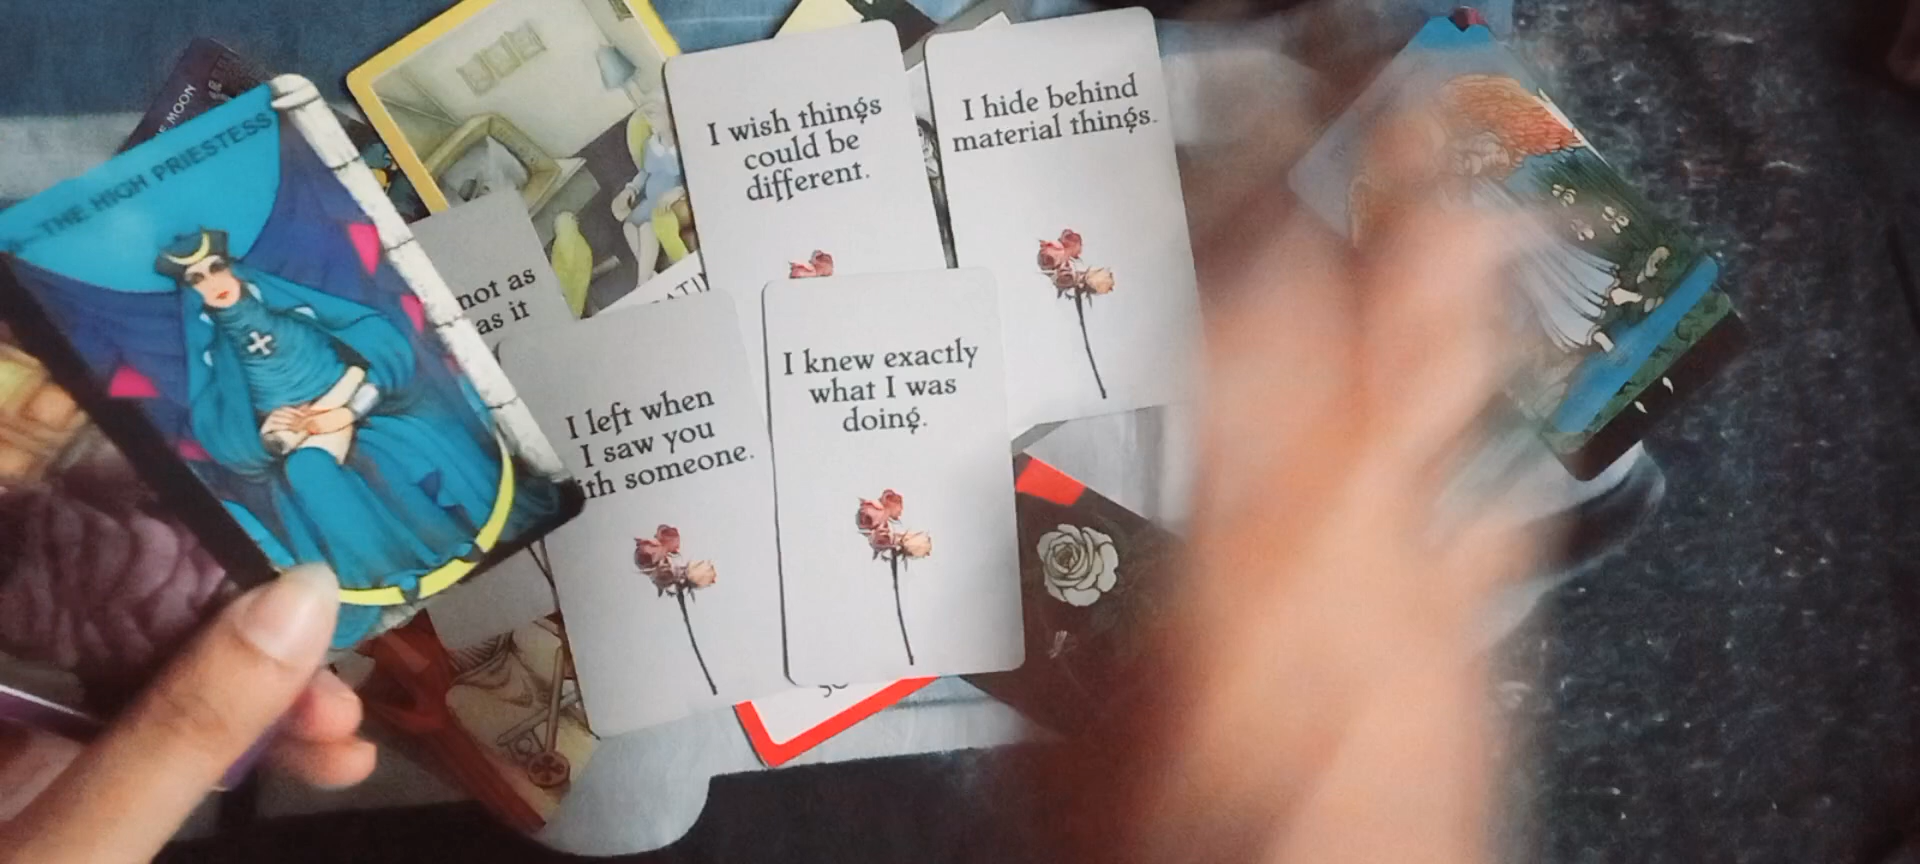 THE HIGH PRIESTESS
MOON
I wish things
could be
different.
I hide behind
material things.
not as
as it
I left when
I saw you
ith someone.
I knew exactly
what I was
doing.